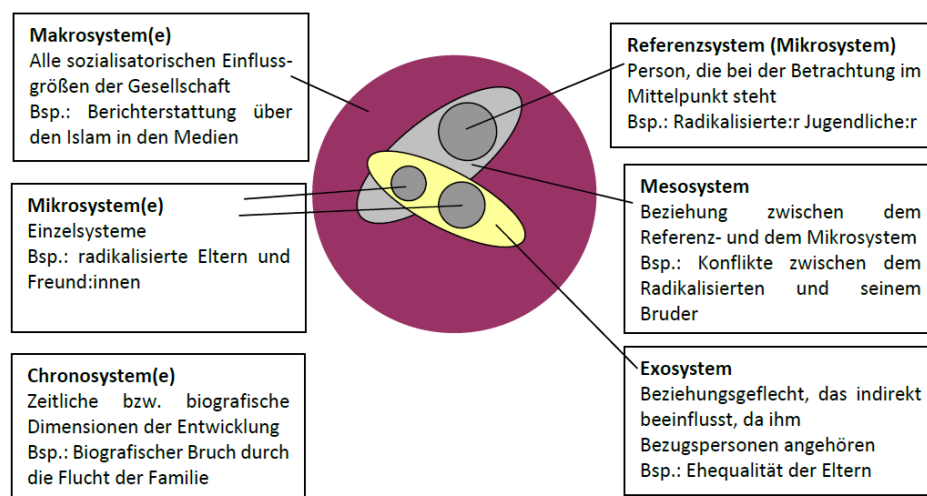 Makrosystem(e)
Alle sozialisatorischen Einfluss-
größen der Gesellschaft
Bsp.: Berichterstattung über
den Islam in den Medien
Mikrosystem(e)
Einzelsysteme
Bsp.: radikalisierte Eltern und
Freund:innen
Chronosystem(e)
Zeitliche bzw. biografische
Dimensionen der Entwicklung
Bsp.: Biografischer Bruch durch
die Flucht der Familie
Referenzsystem (Mikrosystem)
Person, die bei der Betrachtung im
Mittelpunkt steht
Bsp.: Radikalisierte:r Jugendliche:r
Mesosystem
Beziehung zwischen dem
Referenz- und dem Mikrosystem
Bsp.: Konflikte zwischen dem
Radikalisierten und seinem
Bruder
Exosystem
Beziehungsgeflecht, das indirekt
beeinflusst, da ihm
Bezugspersonen angehören
Bsp.: Ehequalität der Eltern